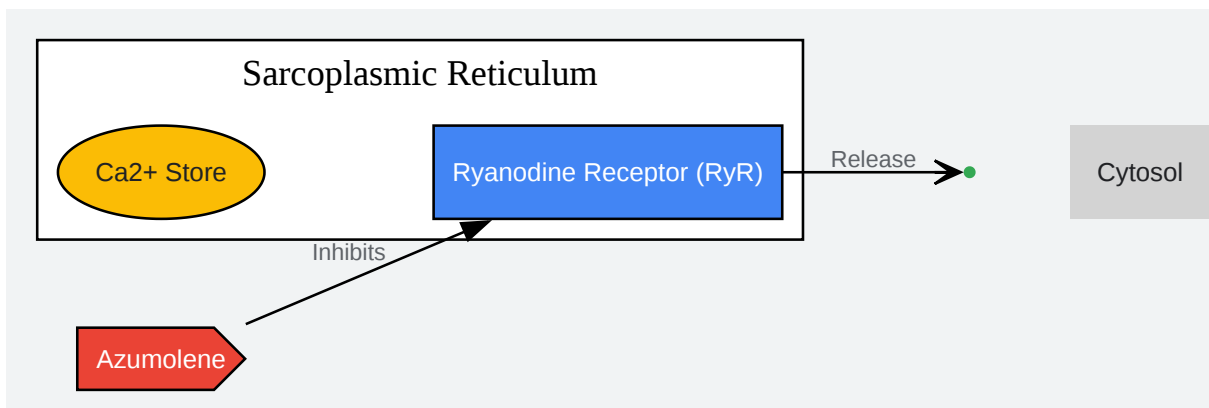 Sarcoplasmic Reticulum
Ca2+ Store
Ryanodine Receptor (RyR)
Release
Cytosol
Inhibits
Azumolene